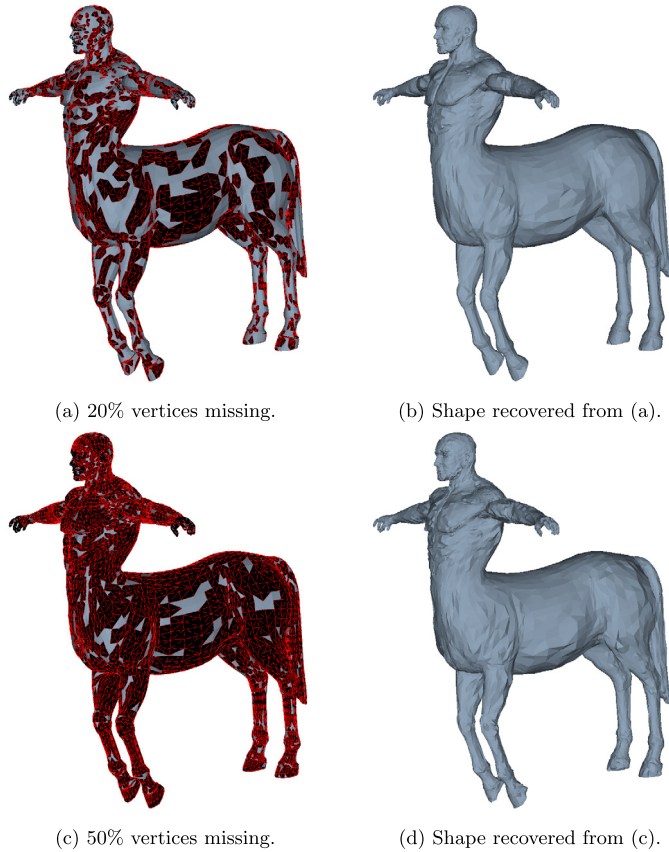 (a) 20% vertices missing.
(b) Shape recovered from (a).
(c) 50% vertices missing.
(d) Shape recovered from (c).